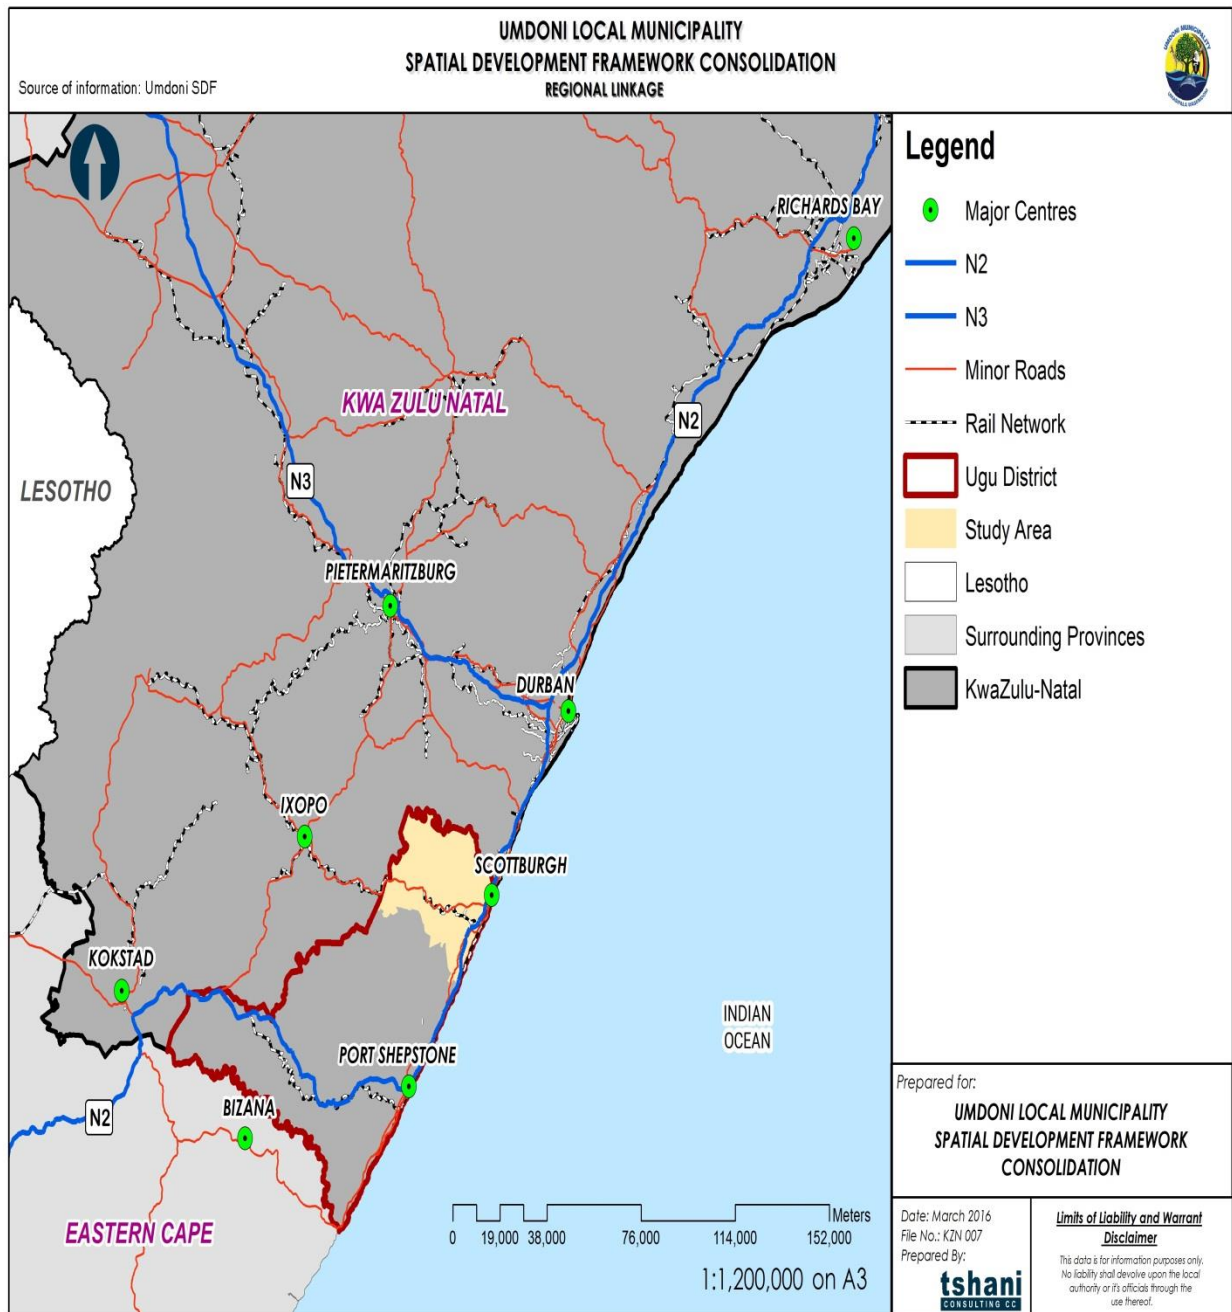 UMDONI LOCAL MUNICIPALITY
SPATIAL DEVELOPMENT FRAMEWORK CONSOLIDATION
REGIONAL LINKAGE
Source of information: Umdoni SDF
UMDONI MUNICIPALITY
Legend
Major Centres
N2
N3
Minor Roads
Rail Network
Ugu District
Study Area
Lesotho
Surrounding Provinces
KwaZulu-Natal
RICHARDS BAY
KWA ZULU NATAL
N2
LESOTHO
N3
PIETERMARITZBURG
DURBAN
IXOPO
SCOTTBURGH
KOKSTAD
INDIAN
OCEAN
PORT SHEPSTONE
N2
BIZANA
EASTERN CAPE
Meters
0 19,000 38,000 76,000 114,000 152,000
1:1,200,000 on A3
Prepared for:
UMDONI LOCAL MUNICIPALITY
SPATIAL DEVELOPMENT FRAMEWORK
CONSOLIDATION
Date: March 2016
File No.: KZN 007
Prepared By:
tshani
CONSULTING CC
Limits of Liability and Warrant
Disclaimer
This data is for information purposes only.
No liability shall devolve upon the local
authority or it's officials through the
use thereof.